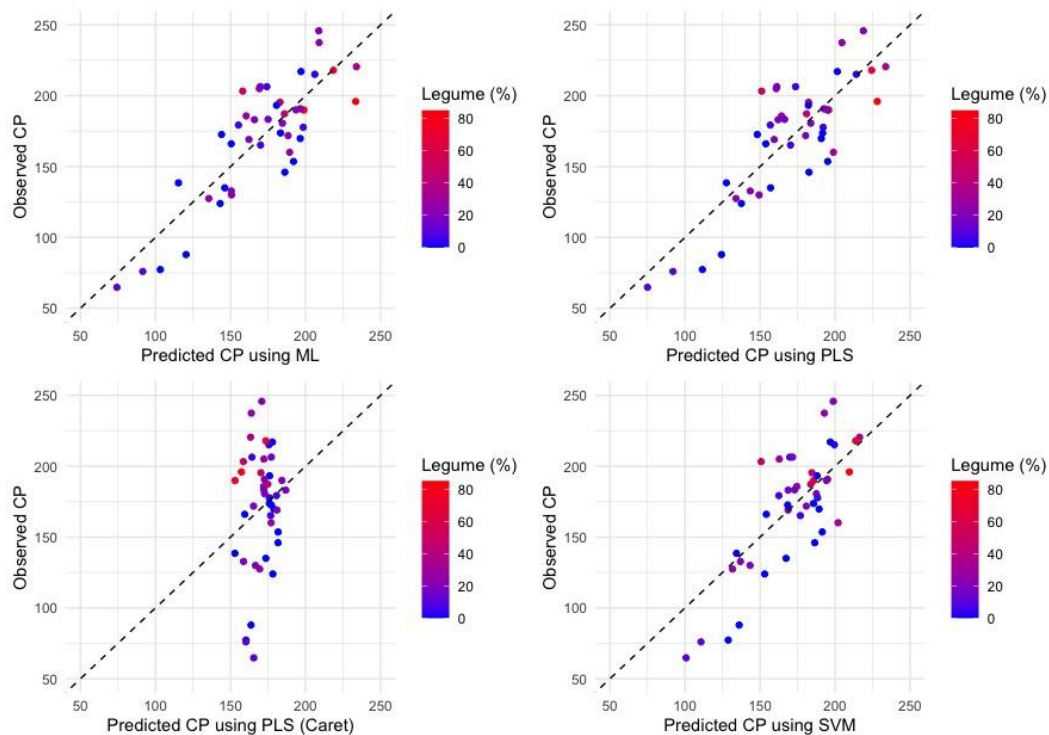 250
200
150
100
50
Observed CP
50 100 150 200 250
Predicted CP using ML
Legume (%)
80
60
40
20
0
250
200
150
100
50
Observed CP
50 100 150 200 250
Predicted CP using PLS
Legume (%)
80
60
40
20
0
250
200
150
100
50
Observed CP
50 100 150 200 250
Predicted CP using PLS (Caret)
Legume (%)
80
60
40
20
0
250
200
150
100
50
Observed CP
50 100 150 200 250
Predicted CP using SVM
Legume (%)
80
60
40
20
0